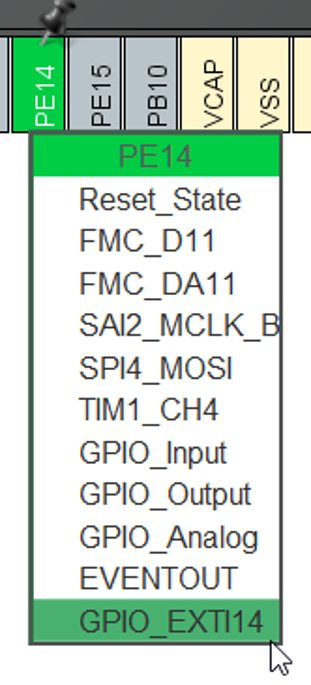 PE14
PE15
PB10
VCAP
VSS
PE14
Reset_State
FMC_D11
FMC_DA11
SAI2_MCLK_B
SPI4_MOSI
TIM1_CH4
GPIO_Input
GPIO_Output
GPIO_Analog
EVENTOUT
GPIO_EXTI14